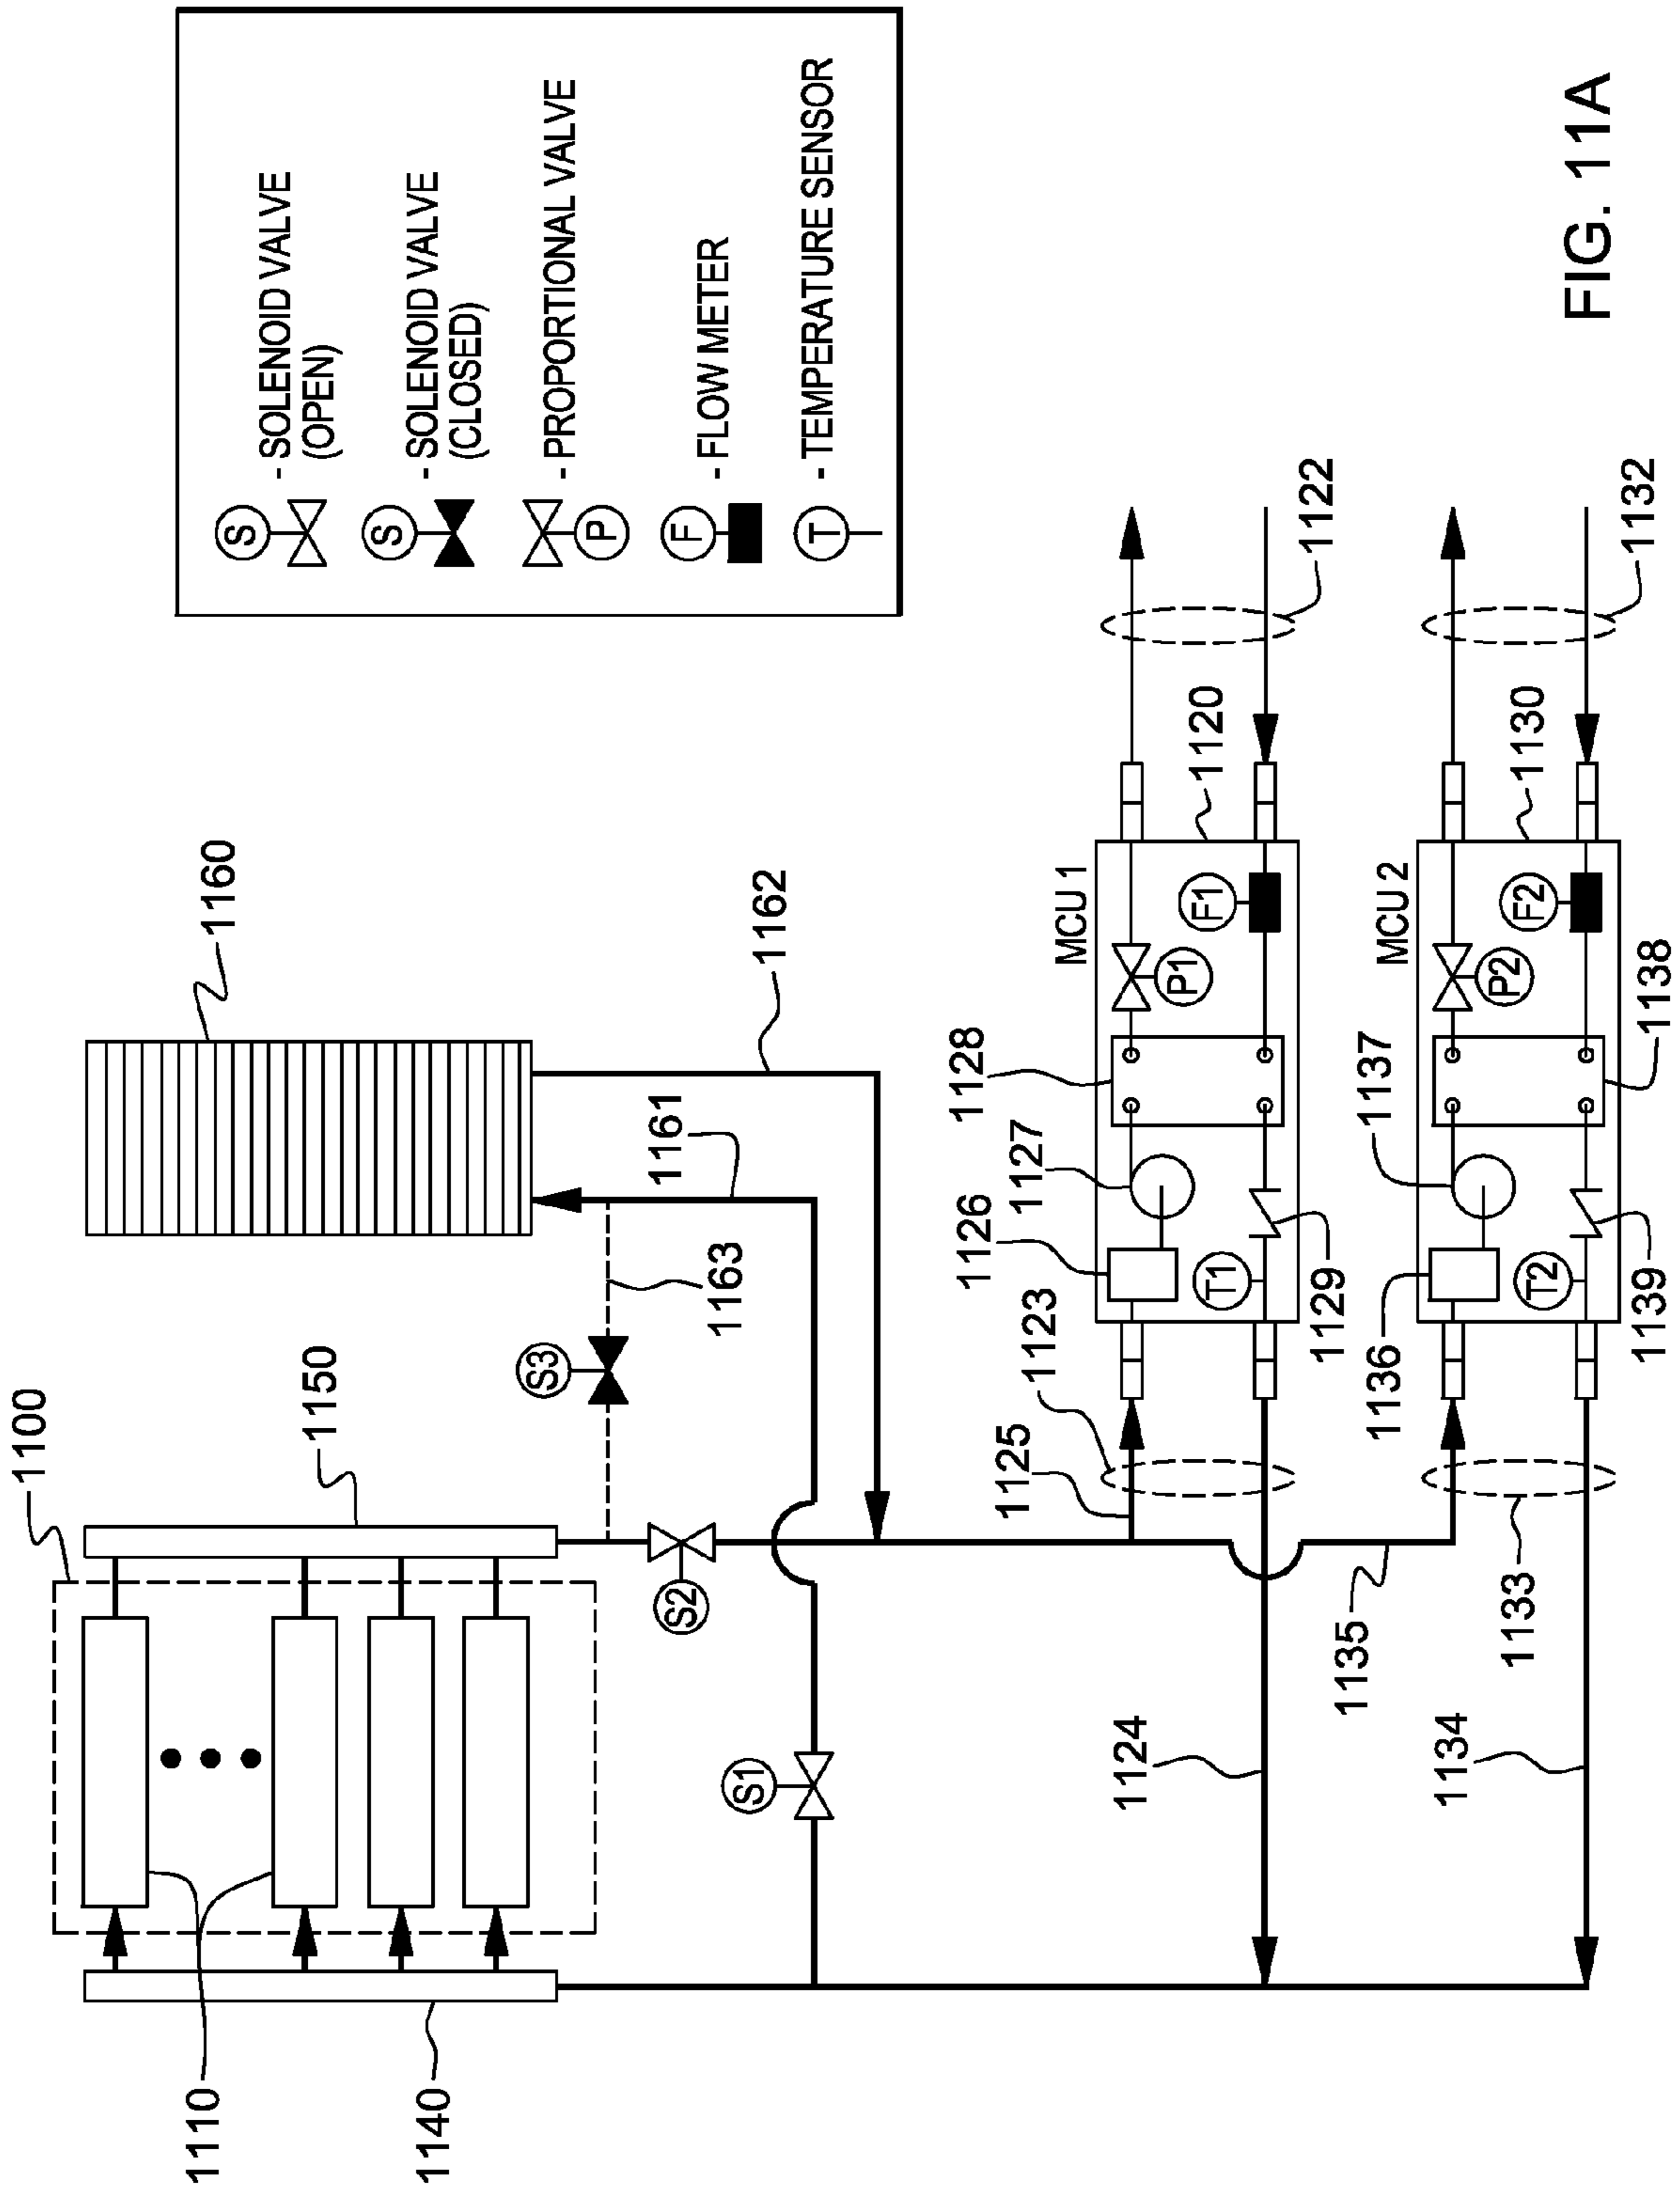 1100
1150
1160
1110
1140
S1
S2
S3
1163
1161
1162
S
- SOLENOID VALVE
(OPEN)
S
- SOLENOID VALVE
(CLOSED)
- PROPORTIONAL VALVE
P
F
- FLOW METER
T
- TEMPERATURE SENSOR
1125
1123
1126
1127
1128
MCU 1
1120
P1
F1
T1
1129
1122
1124
1135
1136
1137
MCU 2
1130
P2
F2
T2
1138
1139
1132
1133
1134
FIG. 11A